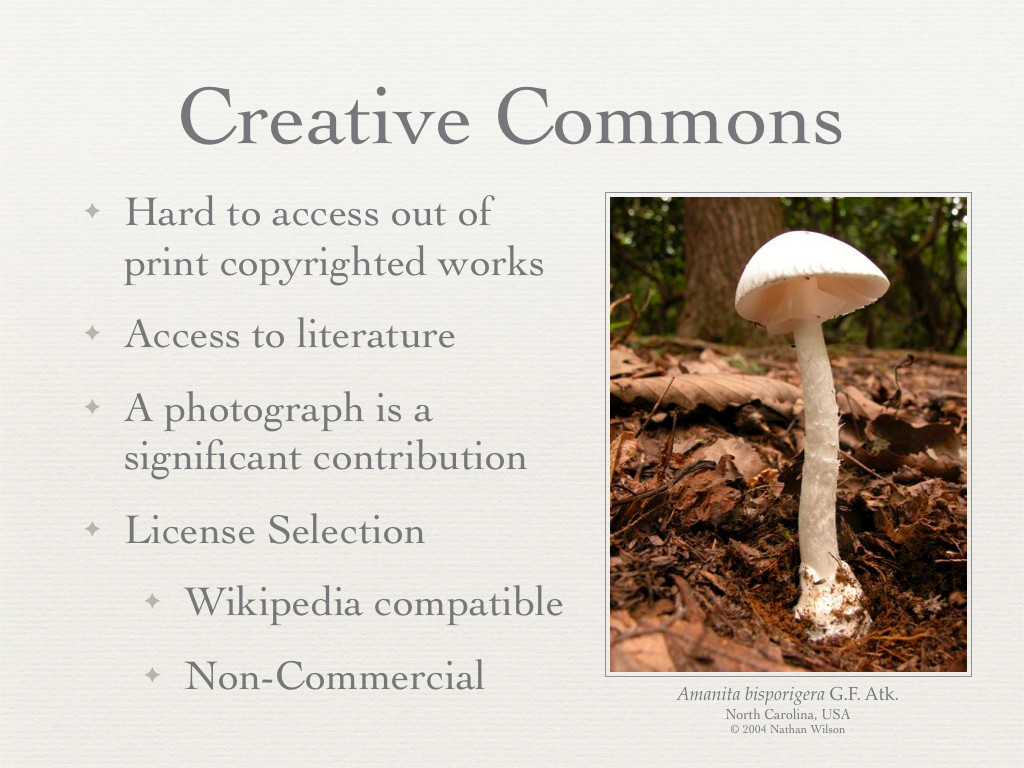 Creative Commons
Hard to access out of
print copyrighted works
Access to literature
A photograph is a
significant contribution
License Selection
Wikipedia compatible
Non-Commercial
Amanita bisporigera G.F. Atk.
North Carolina, USA
© 2004 Nathan Wilson